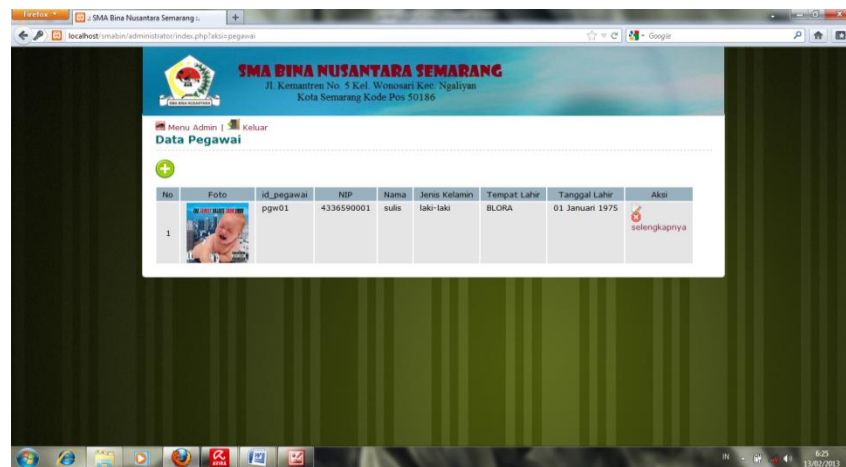 Firefox
.: SMA Bina Nusantara Semarang :.
localhost/smabin/administrator/index.php?aksi=pegawai
Google
SMA BINA NUSANTARA SEMARANG
Jl. Kemantren No. 5 Kel. Wonosari Kec. Ngaliyan
Kota Semarang Kode Pos 50186
Menu Admin | Keluar
Data Pegawai
No Foto id_pegawai NIP Nama Jenis Kelamin Tempat Lahir Tanggal Lahir Aksi
1 pgw01 4336590001 sulis laki-laki BLORA 01 Januari 1975
selengkapnya
AVIRA
IN
6:25
13/02/2013